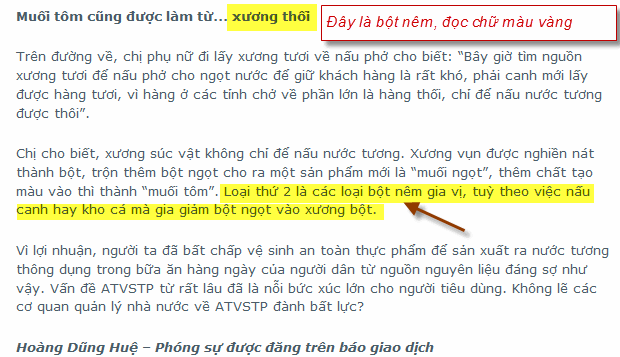 Muối tôm cũng được làm từ... xương thối
Đây là bột nêm, đọc chữ màu vàng
Trên đường về, chị phụ nữ đi lấy xương tươi về nấu phở cho biết: “Bây giờ tìm nguồn
xương tươi để nấu phở cho ngọt nước để giữ khách hàng là rất khó, phải canh mới lấy
được hàng tươi, vì hàng ở các tỉnh chở về phần lớn là hàng thối, chỉ để nấu nước tương
được thôi”.
Chị cho biết, xương súc vật không chỉ để nấu nước tương. Xương vụn được nghiền nát
thành bột, trộn thêm bột ngọt cho ra một sản phẩm mới là “muối ngọt”, thêm chất tạo
màu vào thì thành “muối tôm”. Loại thứ 2 là các loại bột nêm gia vị, tuỳ theo việc nấu
canh hay kho cá mà gia giảm bột ngọt vào xương bột.
Vì lợi nhuận, người ta đã bất chấp vệ sinh an toàn thực phẩm để sản xuất ra nước tương
thông dụng trong bữa ăn hàng ngày của người dân từ nguồn nguyên liệu đáng sợ như
vậy. Vấn đề ATVSTP từ rất lâu đã là nỗi bức xúc lớn cho người tiêu dùng. Không lẽ các
cơ quan quản lý nhà nước về ATVSTP đành bất lực?
Hoàng Dũng Huệ – Phóng sự được đăng trên báo giao dịch